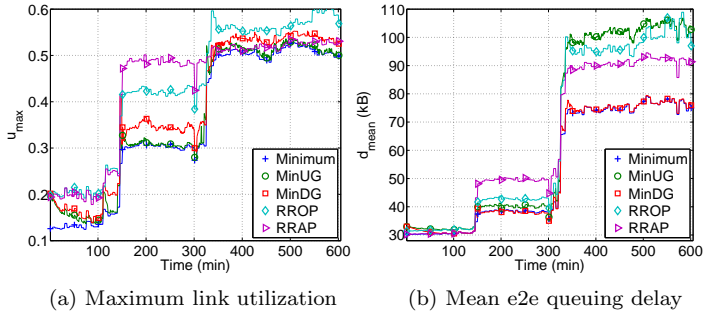 0.6
0.5
0.4
0.3
0.2
0.1
u_max
100 200 300 400 500 600
Time (min)
Minimum
MinUG
MinDG
RROP
RRAP
(a) Maximum link utilization
110
100
90
80
70
60
50
40
30
d_mean (kB)
100 200 300 400 500 600
Time (min)
Minimum
MinUG
MinDG
RROP
RRAP
(b) Mean e2e queuing delay